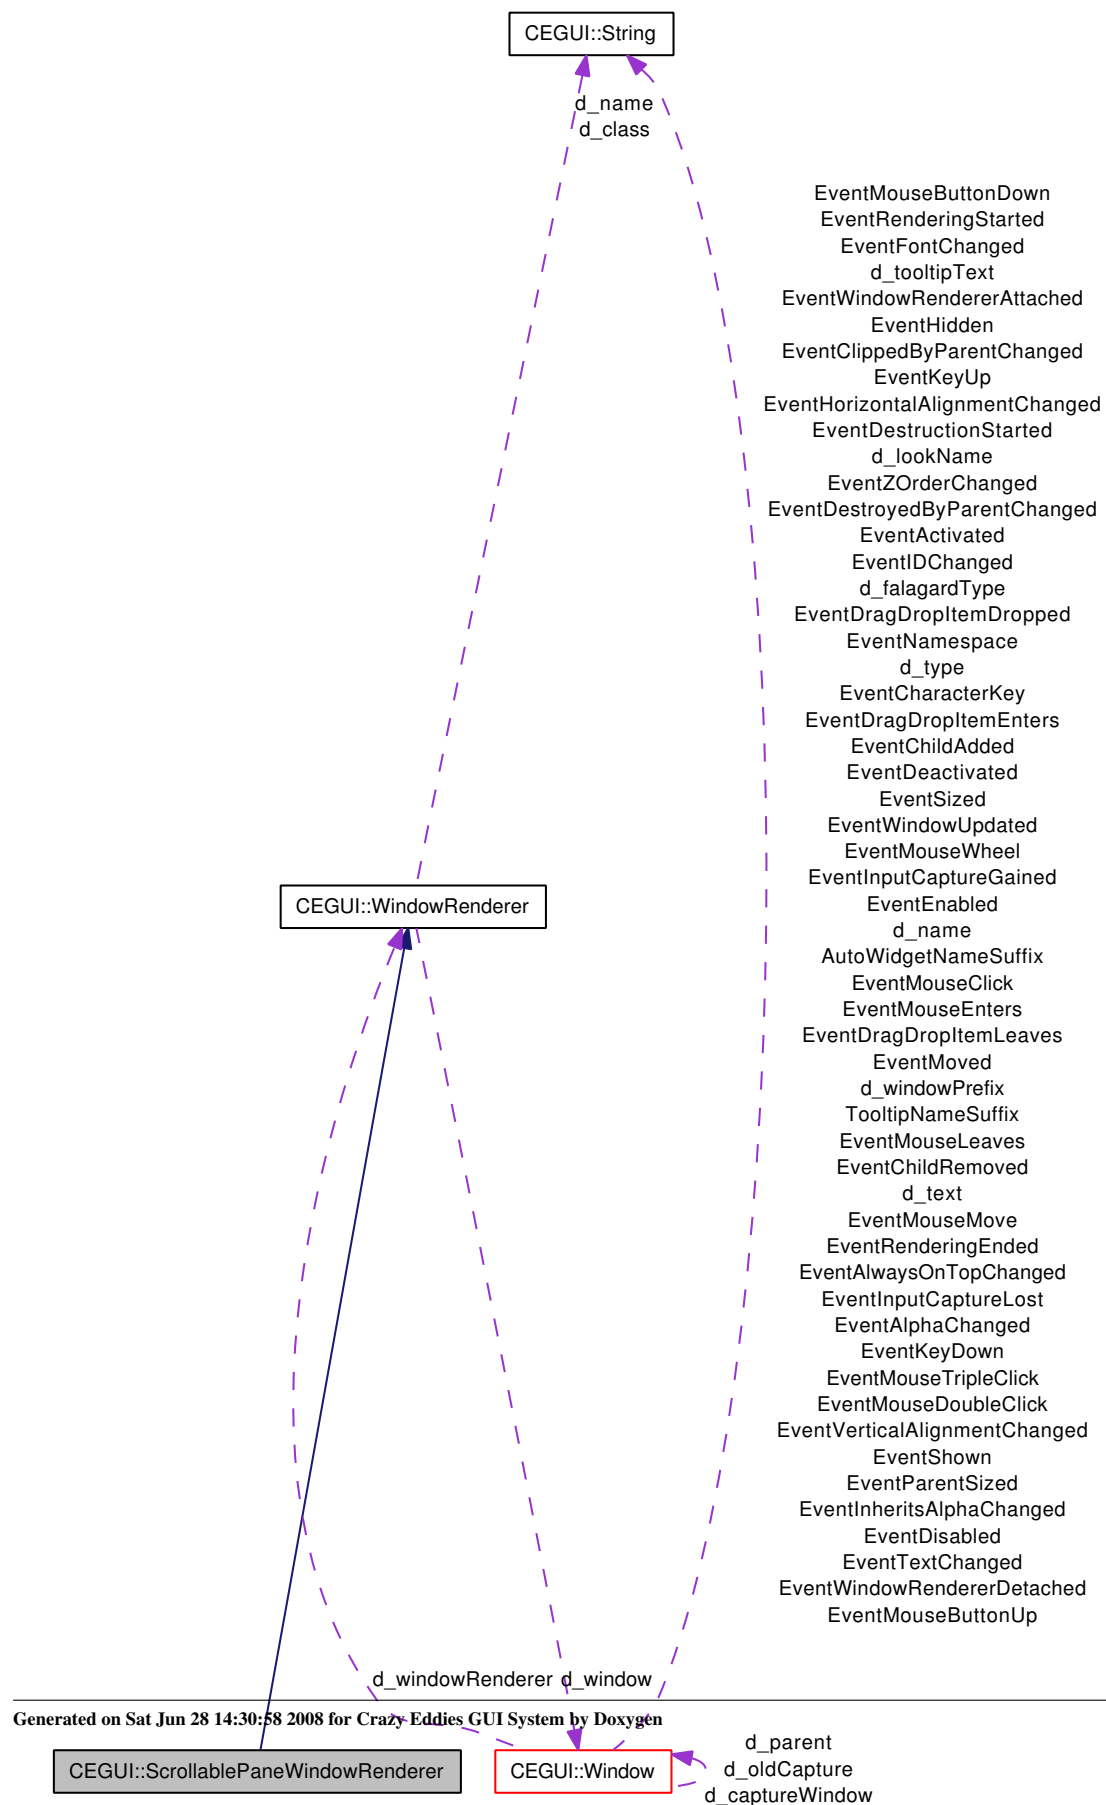 CEGUI::String
d_name
d_class
EventMouseButtonDown
EventRenderingStarted
EventFontChanged
d_tooltipText
EventWindowRendererAttached
EventHidden
EventClippedByParentChanged
EventKeyUp
EventHorizontalAlignmentChanged
EventDestructionStarted
d_lookName
EventZOrderChanged
EventDestroyedByParentChanged
EventActivated
EventIDChanged
d_falagardType
EventDragDropItemDropped
EventNamespace
d_type
EventCharacterKey
EventDragDropItemEnters
EventChildAdded
EventDeactivated
EventSized
EventWindowUpdated
EventMouseWheel
EventInputCaptureGained
EventEnabled
d_name
AutoWidgetNameSuffix
EventMouseClick
EventMouseEnters
EventDragDropItemLeaves
EventMoved
d_windowPrefix
TooltipNameSuffix
EventMouseLeaves
EventChildRemoved
d_text
EventMouseMove
EventRenderingEnded
EventAlwaysOnTopChanged
EventInputCaptureLost
EventAlphaChanged
EventKeyDown
EventMouseTripleClick
EventMouseDoubleClick
EventVerticalAlignmentChanged
EventShown
EventParentSized
EventInheritsAlphaChanged
EventDisabled
EventTextChanged
EventWindowRendererDetached
EventMouseButtonUp
CEGUI::WindowRenderer
d_windowRenderer d_window
Generated on Sat Jun 28 14:30:58 2008 for Crazy Eddies GUI System by Doxygen
CEGUI::ScrollablePaneWindowRenderer
CEGUI::Window
d_parent
d_oldCapture
d_captureWindow